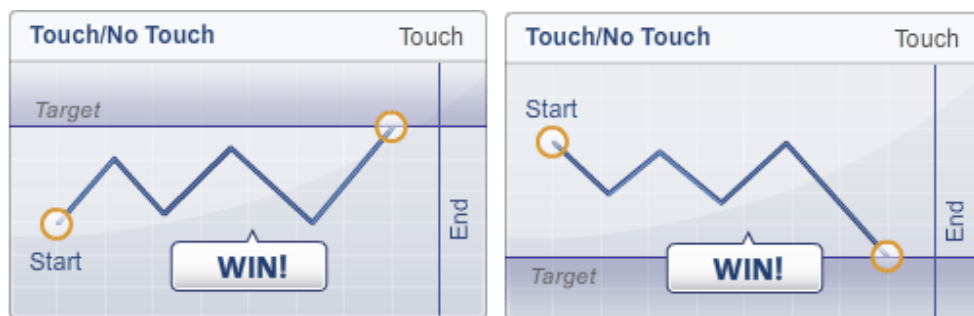 Touch/No Touch Touch
Target
Start
WIN!
End
Touch/No Touch Touch
Start
Target
WIN!
End